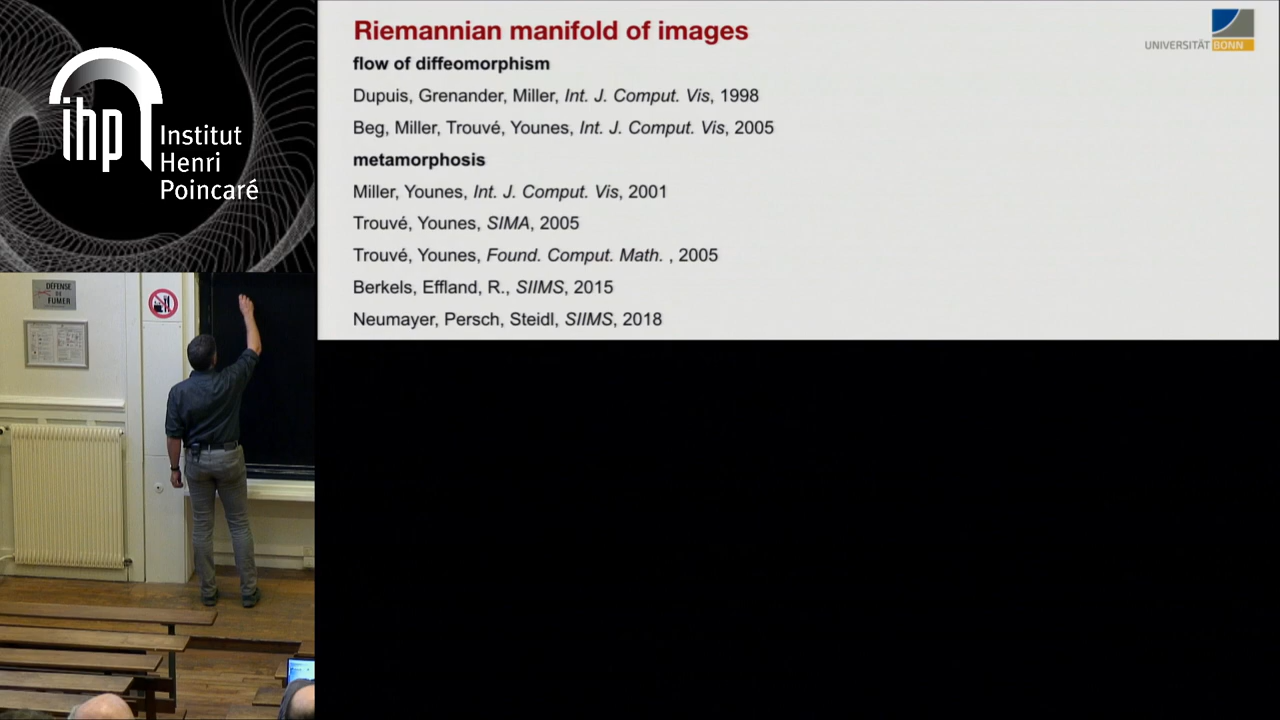 ihp Institut
Henri
Poincaré
DÉFENSE
DE
FUMER
Riemannian manifold of images
UNIVERSITÄT BONN
flow of diffeomorphism
Dupuis, Grenander, Miller, Int. J. Comput. Vis, 1998
Beg, Miller, Trouvé, Younes, Int. J. Comput. Vis, 2005
metamorphosis
Miller, Younes, Int. J. Comput. Vis, 2001
Trouvé, Younes, SIMA, 2005
Trouvé, Younes, Found. Comput. Math. , 2005
Berkels, Effland, R., SIIMS, 2015
Neumayer, Persch, Steidl, SIIMS, 2018